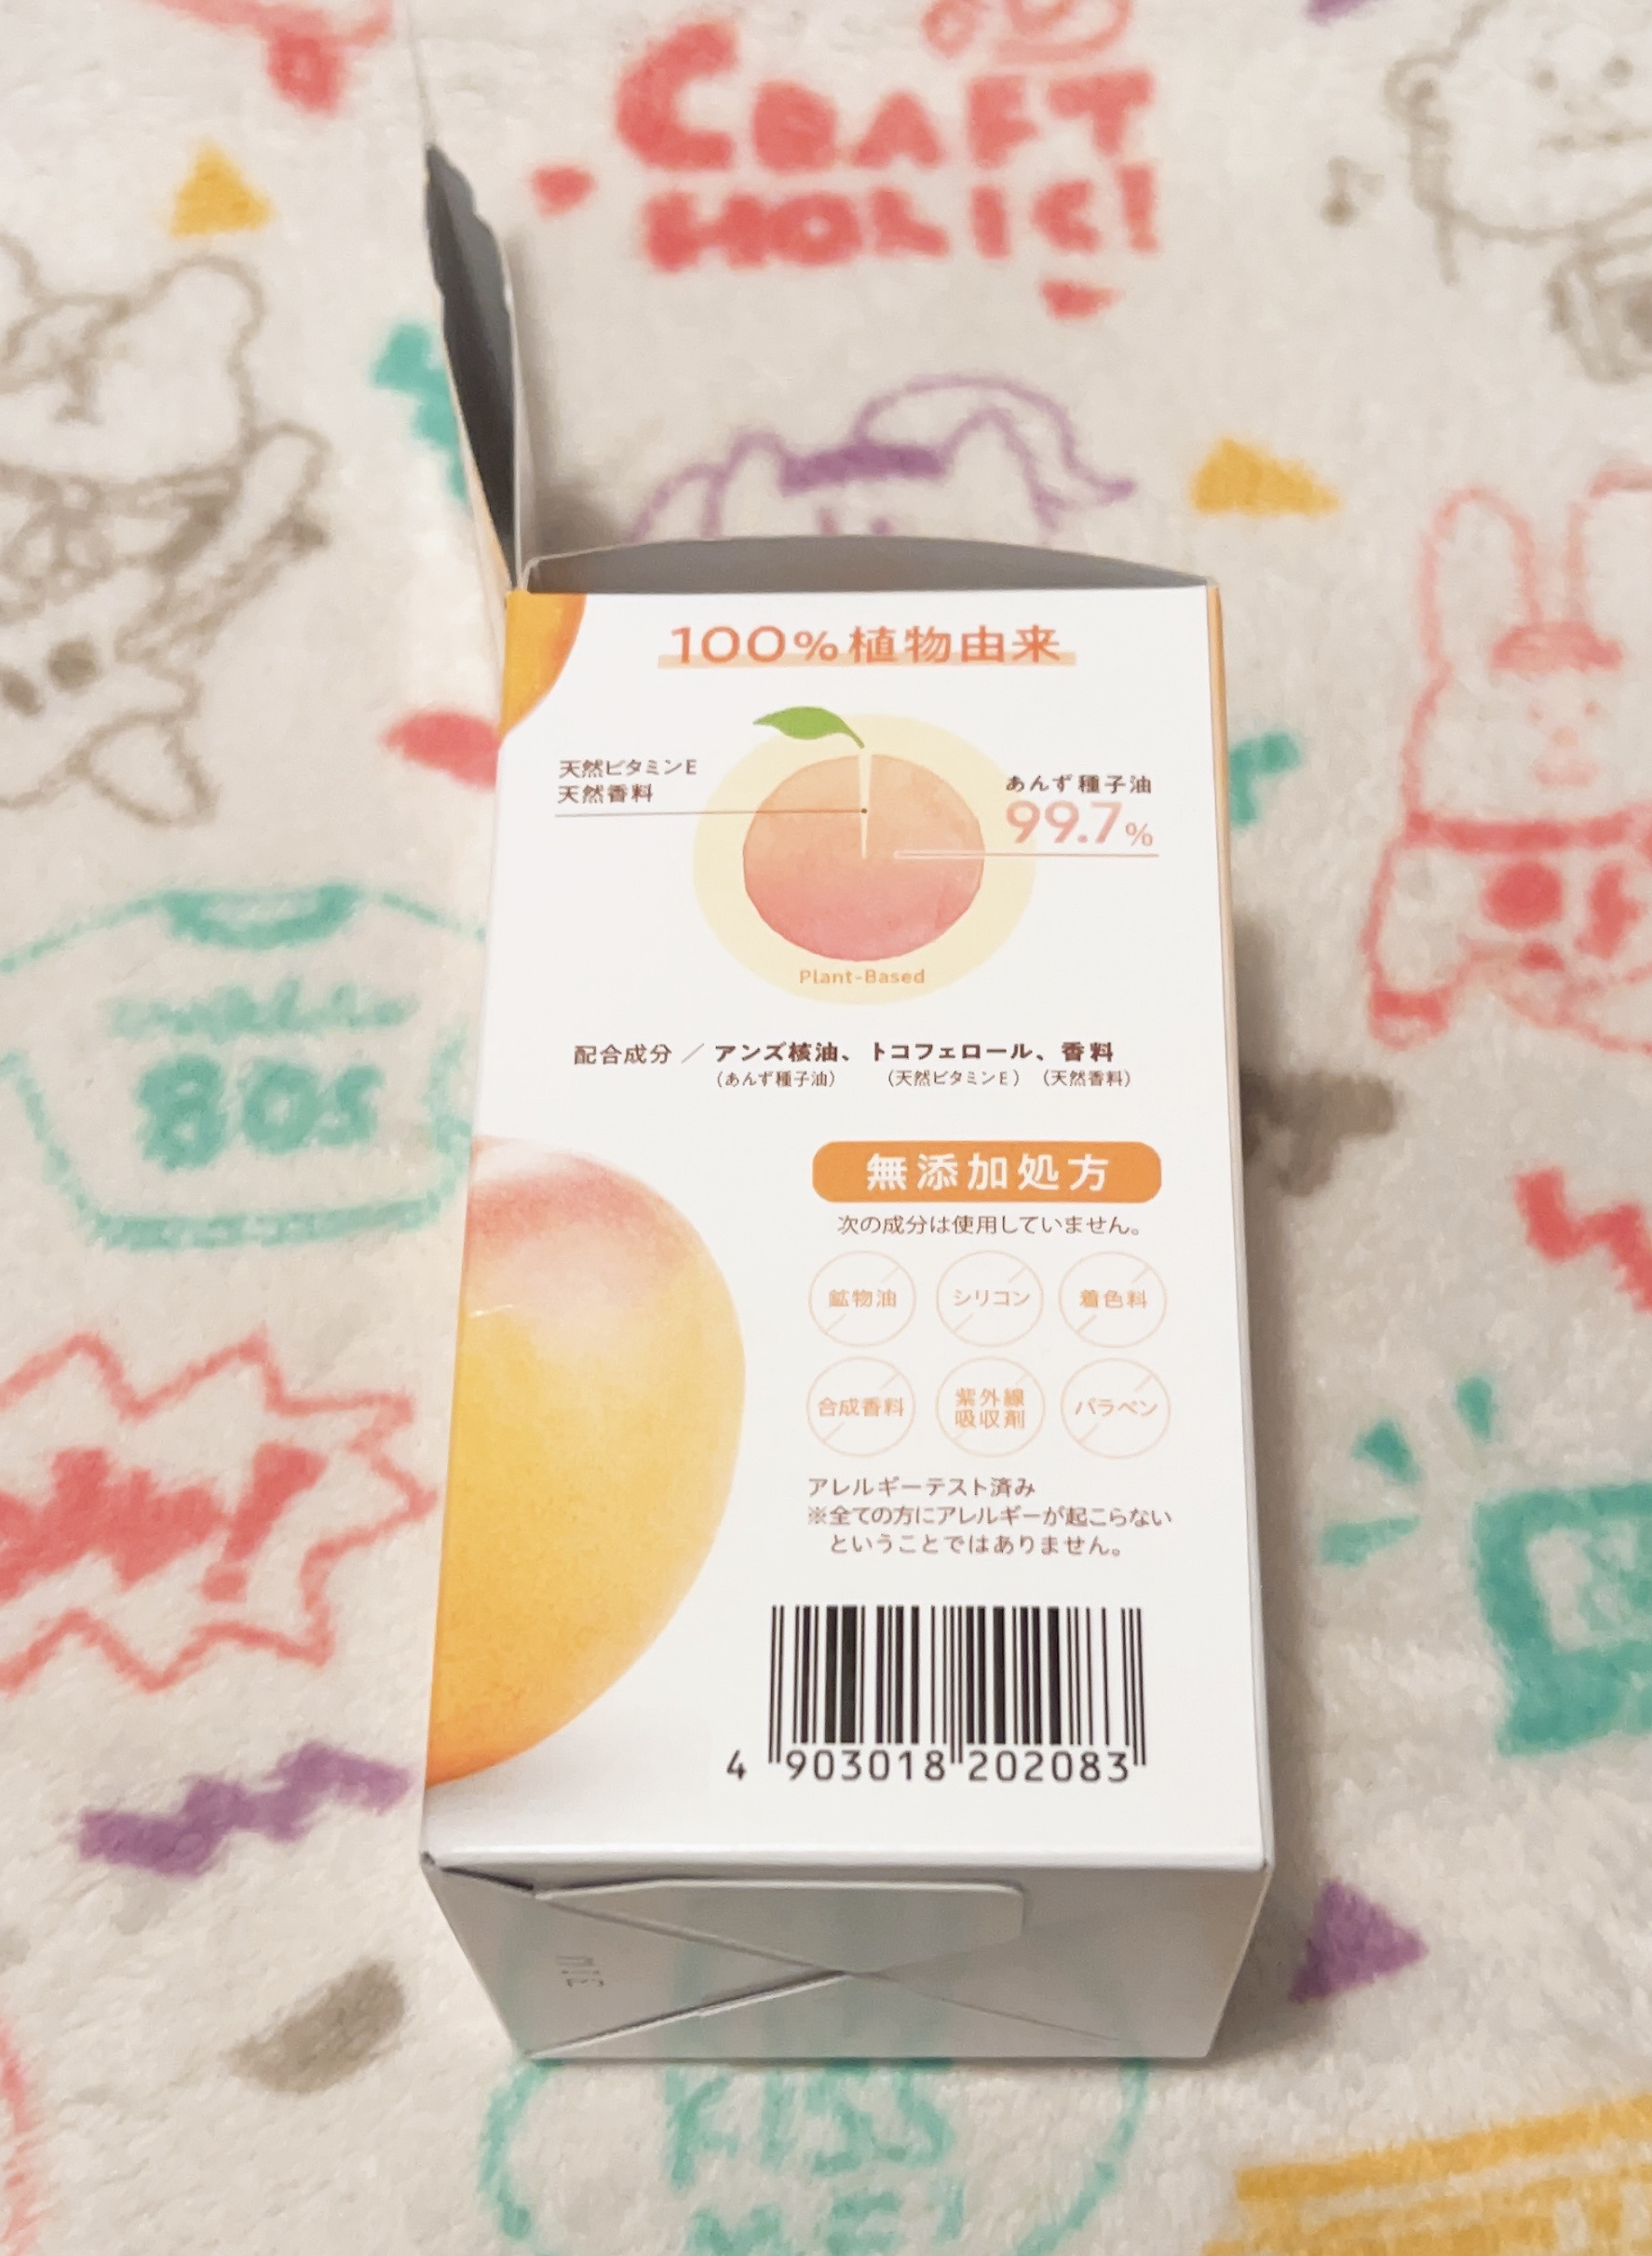 CRAFT
HOLIC!
100%植物由来
天然ビタミンE
天然香料
あんず種子油
99.7%
Plant-Based
配合成分／アンズ核油、トコフェロール、香料
（あんず種子油）（天然ビタミンE）（天然香料）
無添加処方
次の成分は使用していません。
鉱物油 シリコン 着色料
合成香料 紫外線吸収剤 パラベン
アレルギーテスト済み
※全ての方にアレルギーが起こらない
ということではありません。
4 903018 202083
80s
KISS
ME!